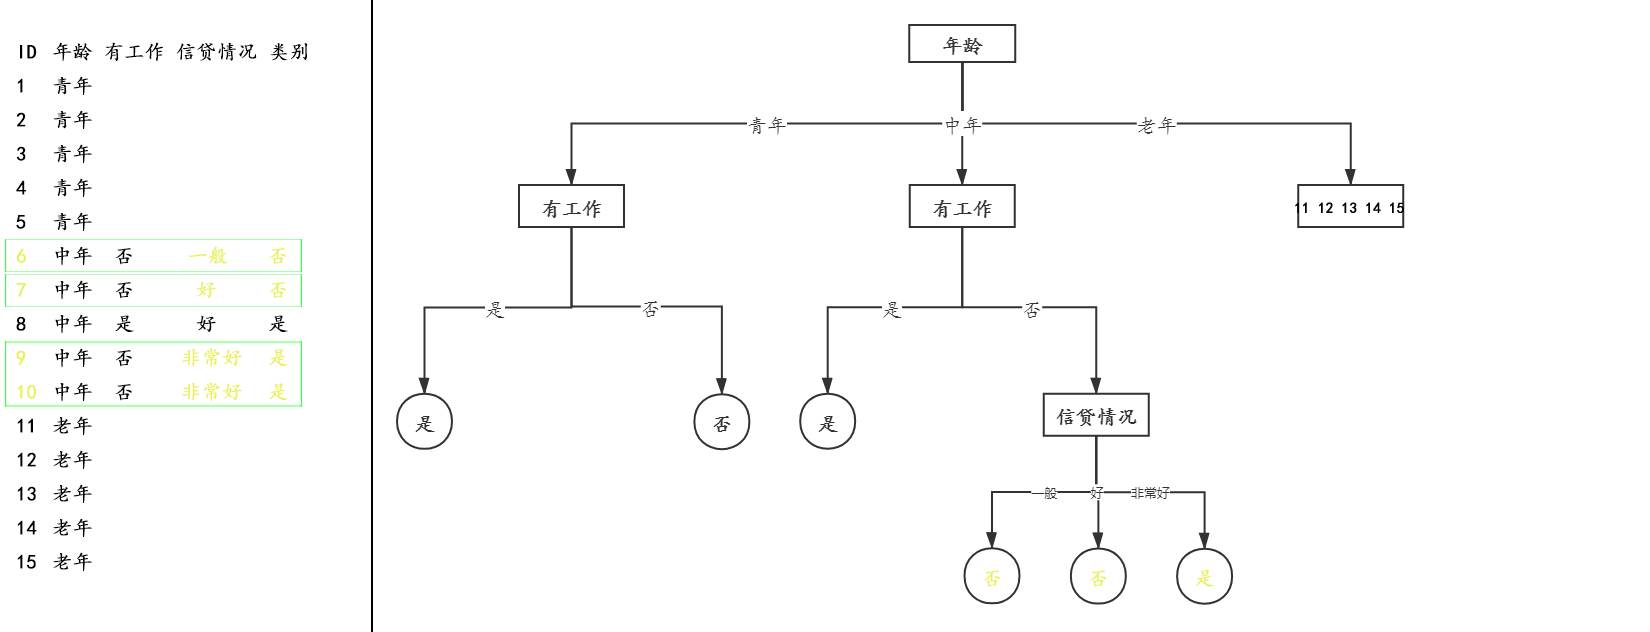 ID 年龄 有工作 信贷情况 类别
1 青年
2 青年
3 青年
4 青年
5 青年
6 中年 否 一般 否
7 中年 否 好 否
8 中年 是 好 是
9 中年 否 非常好 是
10 中年 否 非常好 是
11 老年
12 老年
13 老年
14 老年
15 老年
年龄
青年 中年 老年
有工作 有工作 11 12 13 14 15
是 否 是 否
是 否 是 信贷情况
一般 好 非常好
否 否 是